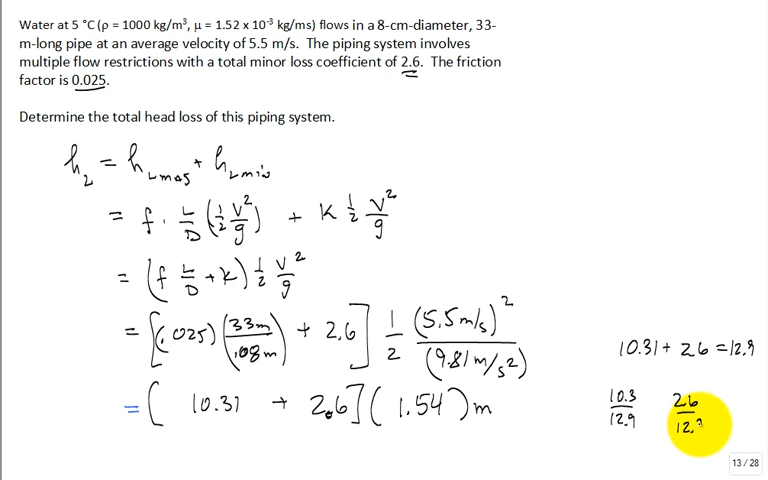 Water at 5 °C (ρ = 1000 kg/m³, μ = 1.52 x 10⁻³ kg/ms) flows in a 8-cm-diameter, 33-
m-long pipe at an average velocity of 5.5 m/s. The piping system involves
multiple flow restrictions with a total minor loss coefficient of 2.6. The friction
factor is 0.025.
Determine the total head loss of this piping system.
h_L = h_Lmaj + h_Lmin
= f · L/D (1/2 V²/g) + K 1/2 V²/g
= (f L/D + K) 1/2 V²/g
= [(.025) (33m/.08m) + 2.6] 1/2 (5.5 m/s)²/(9.81 m/s²)
10.31 + 2.6 = 12.9
= [ 10.31 + 2.6] (1.54) m
10.3/12.9 2.6/12.9
13 / 28